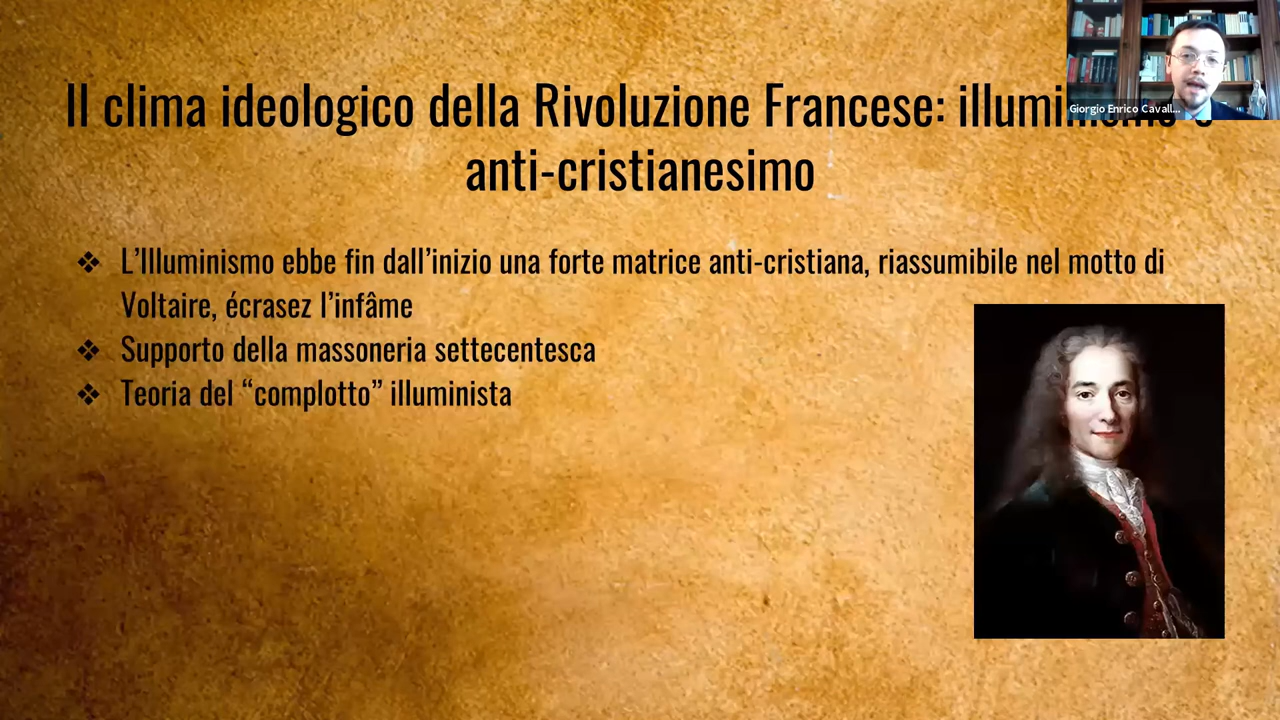 Il clima ideologico della Rivoluzione Francese: illuminismo e
anti-cristianesimo
❖ L’Illuminismo ebbe fin dall’inizio una forte matrice anti-cristiana, riassumibile nel motto di
Voltaire, écrasez l’infâme
❖ Supporto della massoneria settecentesca
❖ Teoria del “complotto” illuminista
Giorgio Enrico Cavall...